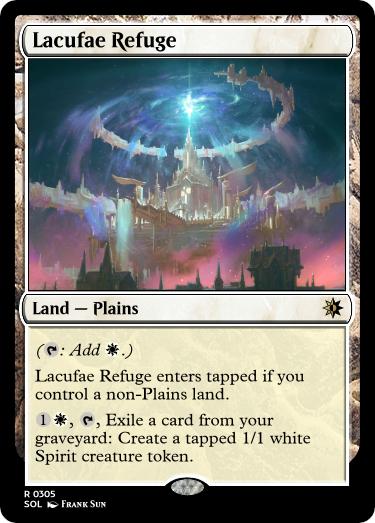 Lacufae Refuge
Land — Plains
( : Add .)
Lacufae Refuge enters tapped if you
control a non-Plains land.
1 , , Exile a card from your
graveyard: Create a tapped 1/1 white
Spirit creature token.
R 0305
SOL Frank Sun